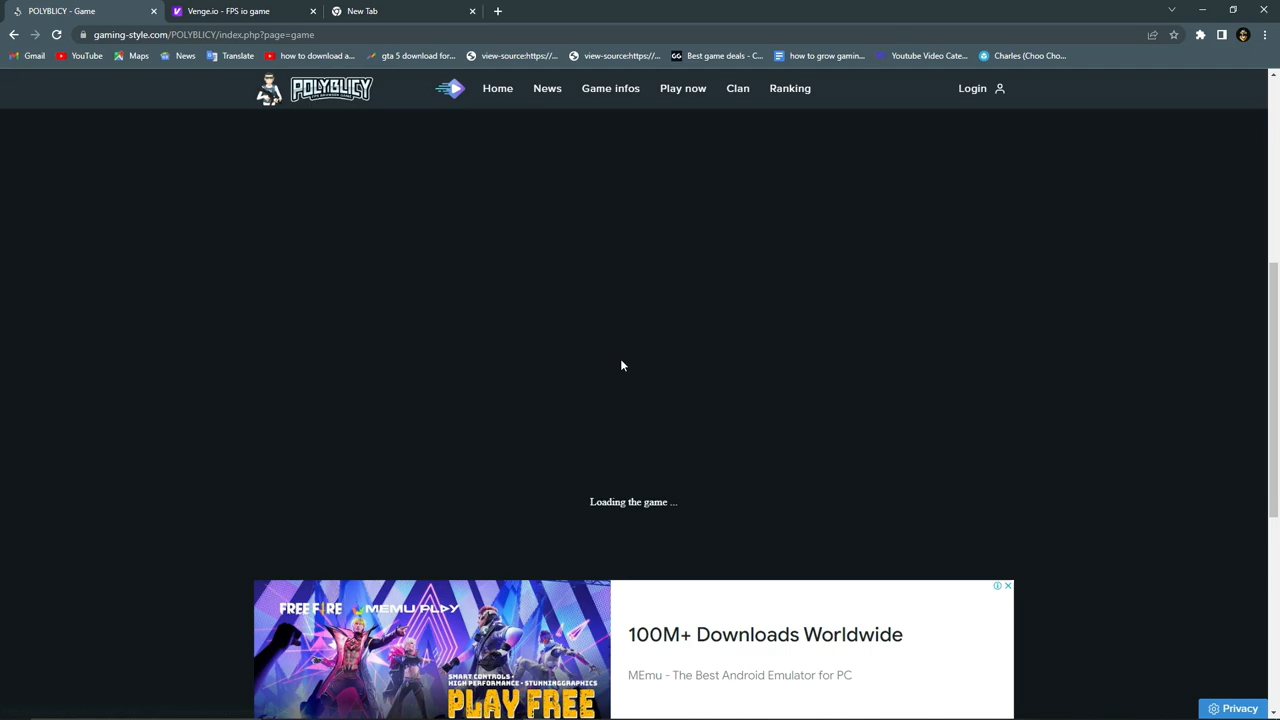 POLYBLICY - Game
Venge.io - FPS io game
New Tab
gaming-style.com/POLYBLICY/index.php?page=game
Gmail
YouTube
Maps
News
Translate
how to download a...
gta 5 download for...
view-source:https://...
view-source:https://...
Best game deals - C...
how to grow gamin...
Youtube Video Cate...
Charles (Choo Cho...
POLYBLICY
FPS BROWSER GAME
Home
News
Game infos
Play now
Clan
Ranking
Login
Loading the game ...
FREE FIRE
MEMU PLAY
SMART CONTROLS •
HIGH PERFORMANCE • STUNNINGGRAPHICS
PLAY FREE
100M+ Downloads Worldwide
MEmu - The Best Android Emulator for PC
Privacy